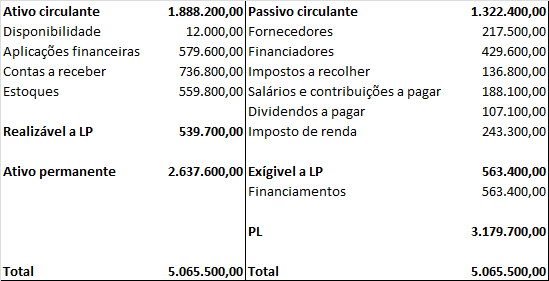 Ativo circulante 1.888.200,00 Passivo circulante 1.322.400,00
Disponibilidade 12.000,00 Fornecedores 217.500,00
Aplicações financeiras 579.600,00 Financiadores 429.600,00
Contas a receber 736.800,00 Impostos a recolher 136.800,00
Estoques 559.800,00 Salários e contribuições a pagar 188.100,00
Dividendos a pagar 107.100,00
Realizável a LP 539.700,00 Imposto de renda 243.300,00
Ativo permanente 2.637.600,00 Exígivel a LP 563.400,00
Financiamentos 563.400,00
PL 3.179.700,00
Total 5.065.500,00 Total 5.065.500,00